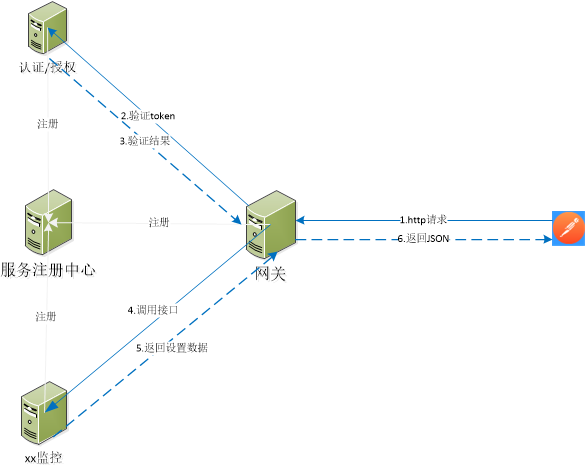 认证/授权
注册
2.验证token
3.验证结果
注册
1.http请求
6.返回JSON
服务注册中心
网关
注册
4.调用接口
5.返回设置数据
xx监控